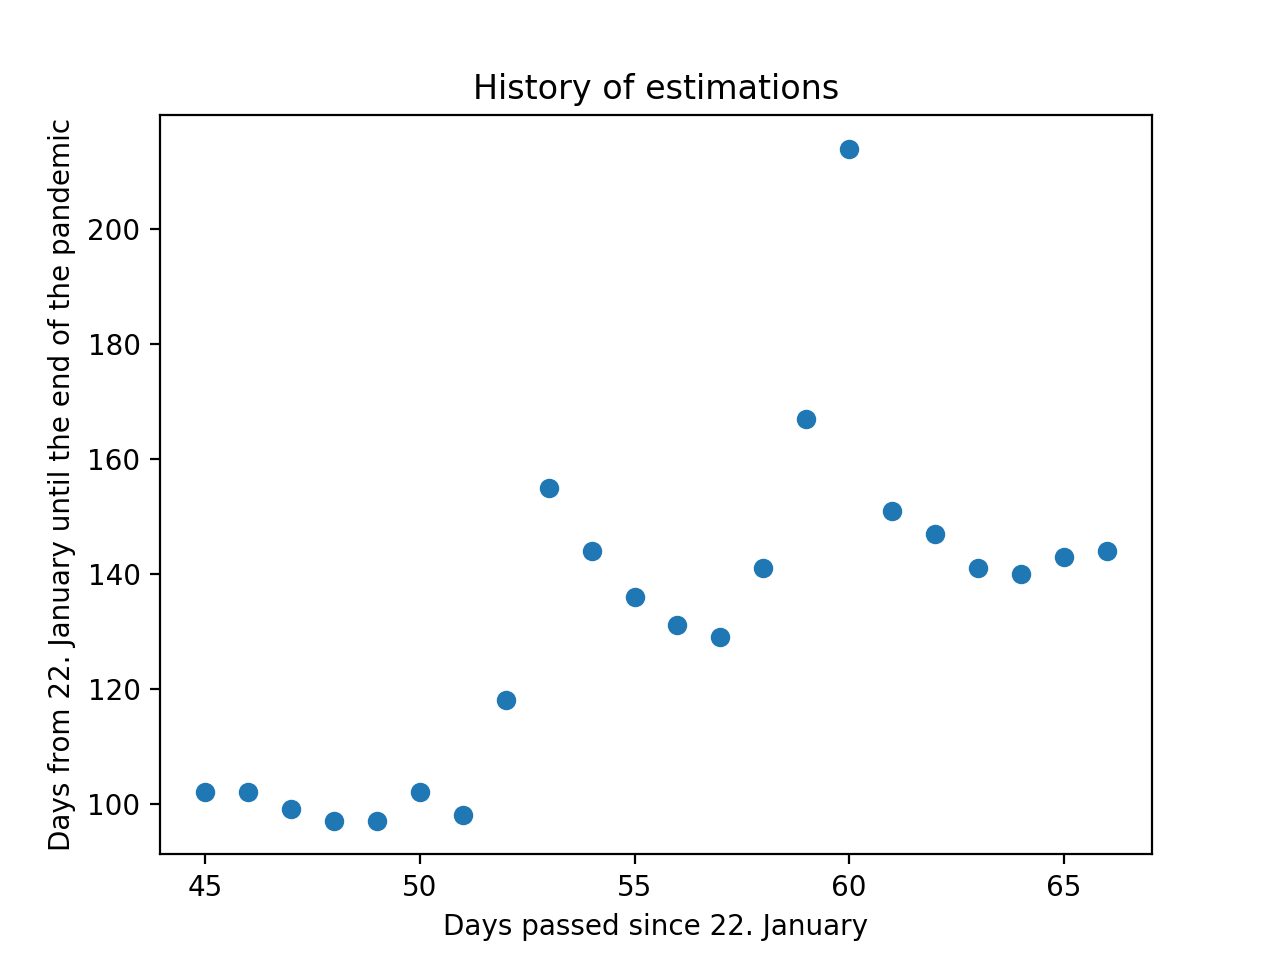 History of estimations
Days from 22. January until the end of the pandemic
200
180
160
140
120
100
45 50 55 60 65
Days passed since 22. January